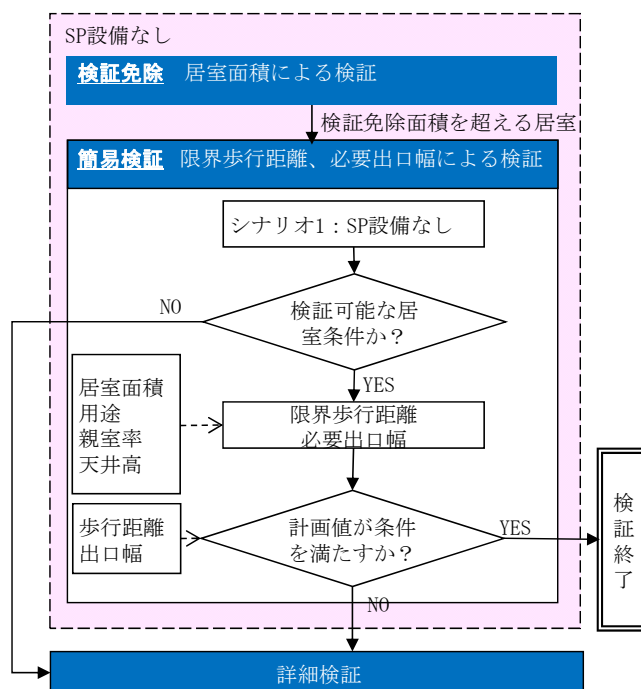 SP設備なし
検証免除 居室面積による検証
検証免除面積を超える居室
簡易検証 限界歩行距離、必要出口幅による検証
シナリオ1：SP設備なし
NO
検証可能な居
室条件か？
YES
居室面積
用途
親室率
天井高
限界歩行距離
必要出口幅
歩行距離
出口幅
計画値が条件
を満たすか？
YES
検
証
終
了
NO
詳細検証